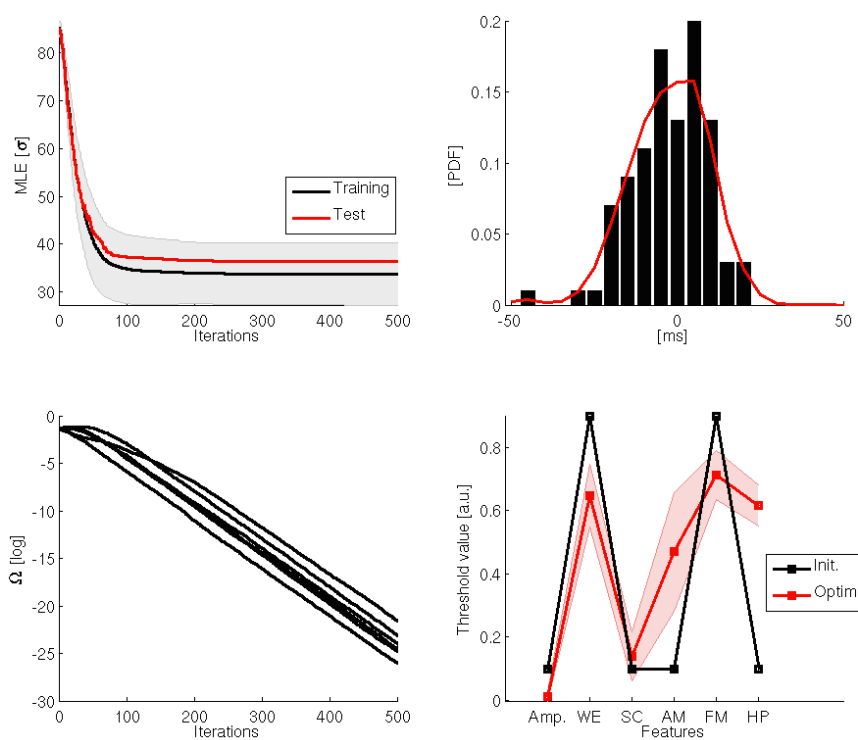 80
70
60
50
40
30
MLE [σ]
Training
Test
0
100
200
300
400
500
Iterations
0.2
0.15
0.1
0.05
0
[PDF]
-50
0
50
[ms]
0
-5
-10
-15
-20
-25
-30
Ω [log]
0
100
200
300
400
500
Iterations
0.8
0.6
0.4
0.2
0
Threshold value [a.u.]
Init.
Optim
Amp. WE SC AM FM HP
Features